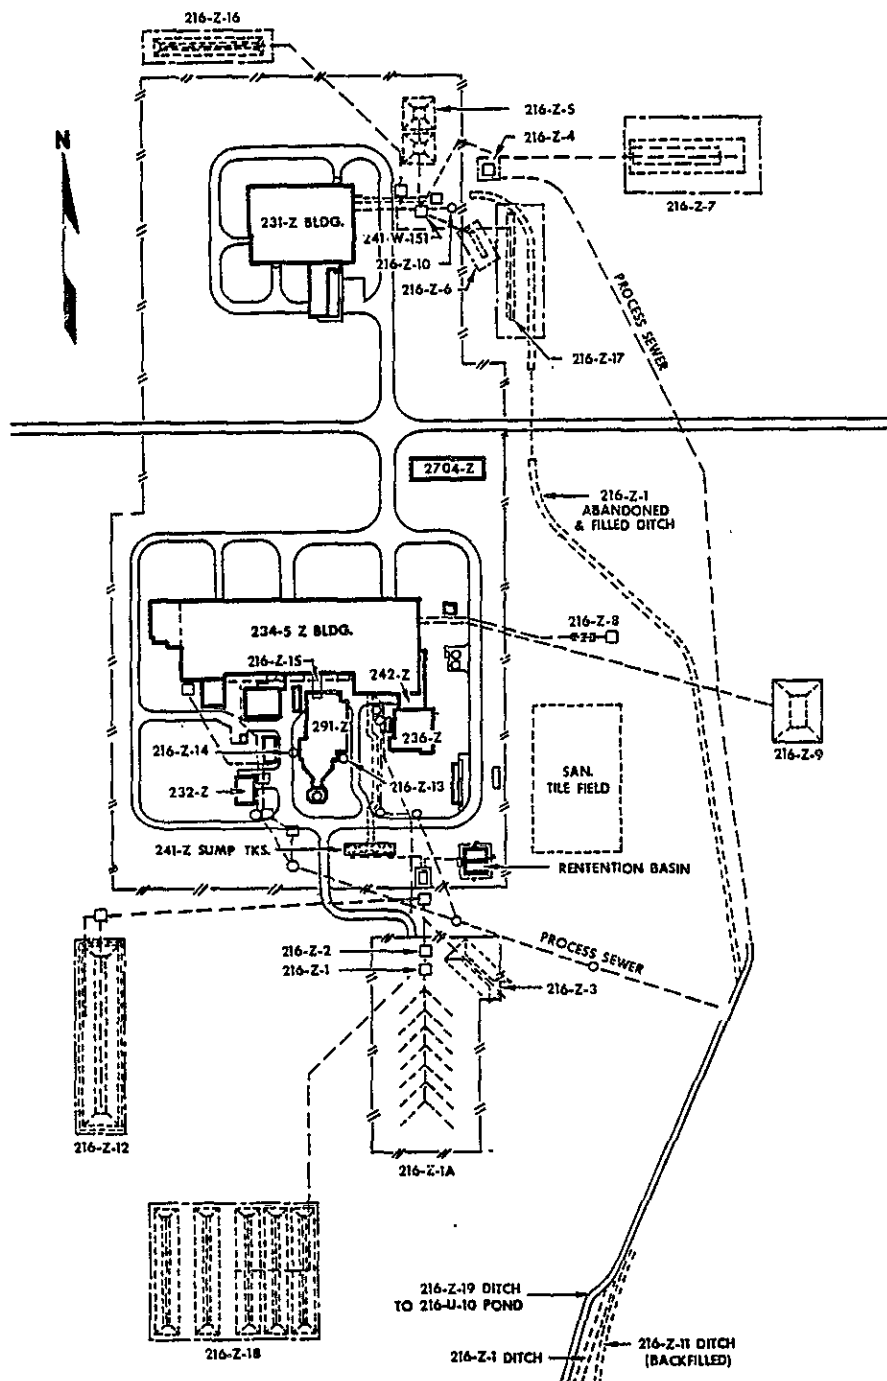 216-Z-16
N
216-Z-5
216-Z-4
216-Z-7
231-Z BLDG.
241-W-151
216-Z-10
216-Z-6
PROCESS SEWER
216-Z-17
2704-Z
216-Z-1
ABANDONED
& FILLED DITCH
216-Z-8
234-5 Z BLDG.
216-Z-15
242-Z
291-Z
236-Z
216-Z-9
216-Z-14
216-Z-13
SAN.
TILE FIELD
232-Z
241-Z SUMP TKS.
RENTENTION BASIN
216-Z-2
PROCESS SEWER
216-Z-1
216-Z-3
216-Z-12
216-Z-1A
216-Z-19 DITCH
TO 216-U-10 POND
216-Z-18
216-Z-1 DITCH
216-Z-11 DITCH
(BACKFILLED)